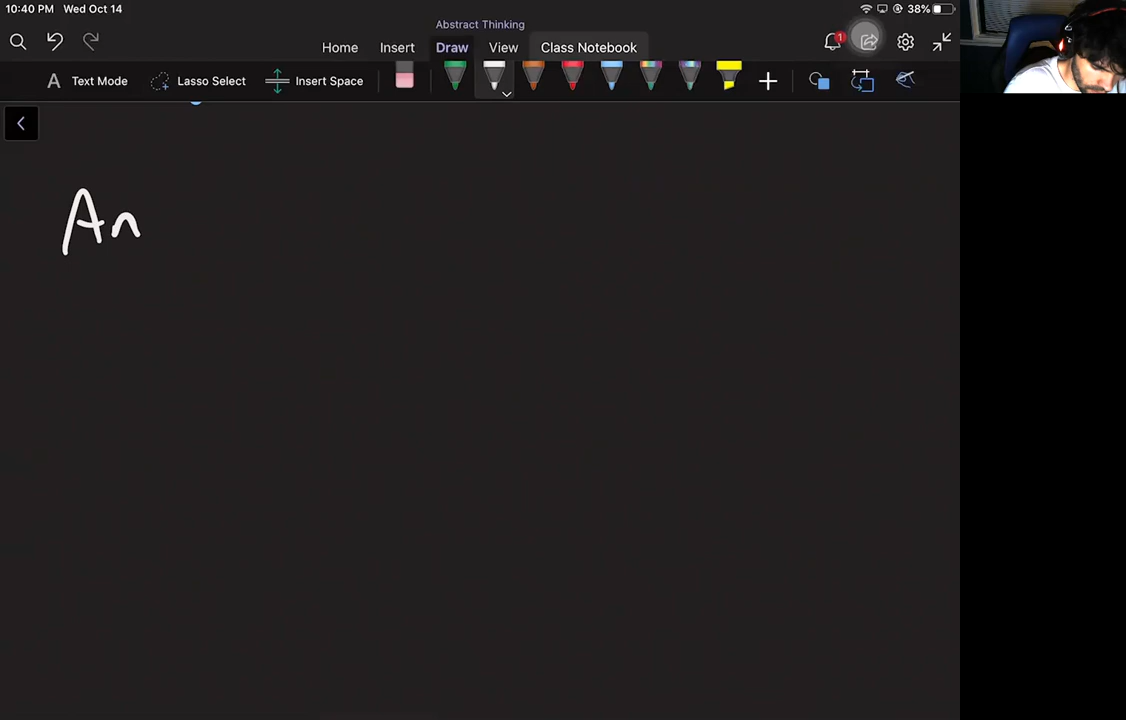 10:40 PM Wed Oct 14
38%
Abstract Thinking
Home Insert Draw View Class Notebook
1
A Text Mode Lasso Select Insert Space
An